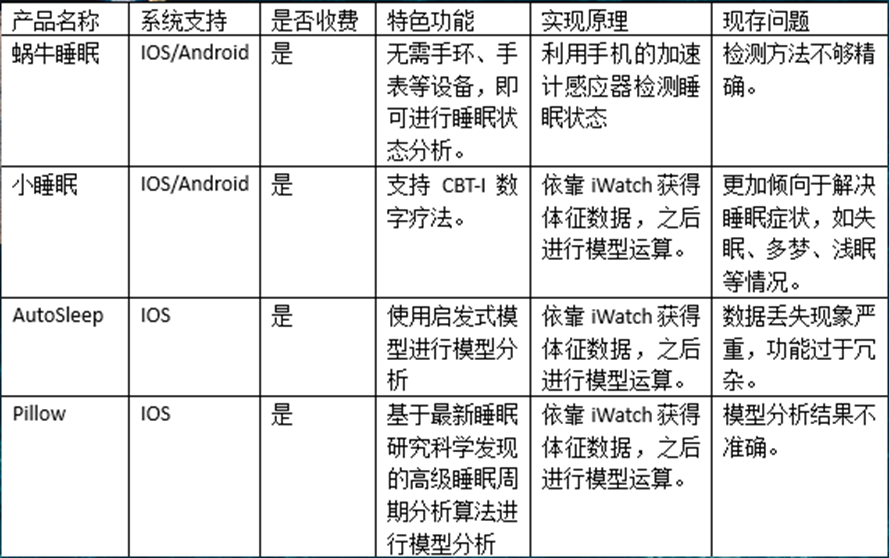 产品名称 系统支持 是否收费 特色功能 实现原理 现存问题
蜗牛睡眠 IOS/Android 是 无需手环、手 利用手机的加速 检测方法不够精
表等设备，即 计感应器检测睡 确。
可进行睡眠状 眠状态
态分析。
小睡眠 IOS/Android 是 支持 CBT-I 数 依靠 iWatch 获得 更加倾向于解决
字疗法。 体征数据，之后 睡眠症状，如失
进行模型运算。 眠、多梦、浅眠
等情况。
AutoSleep IOS 是 使用启发式模 依靠 iWatch 获得 数据丢失现象严
型进行模型分 体征数据，之后 重，功能过于冗
析 进行模型运算。 杂。
Pillow IOS 是 基于最新睡眠 依靠 iWatch 获得 模型分析结果不
研究科学发现 体征数据，之后 准确。
的高级睡眠周 进行模型运算。
期分析算法进
行模型分析